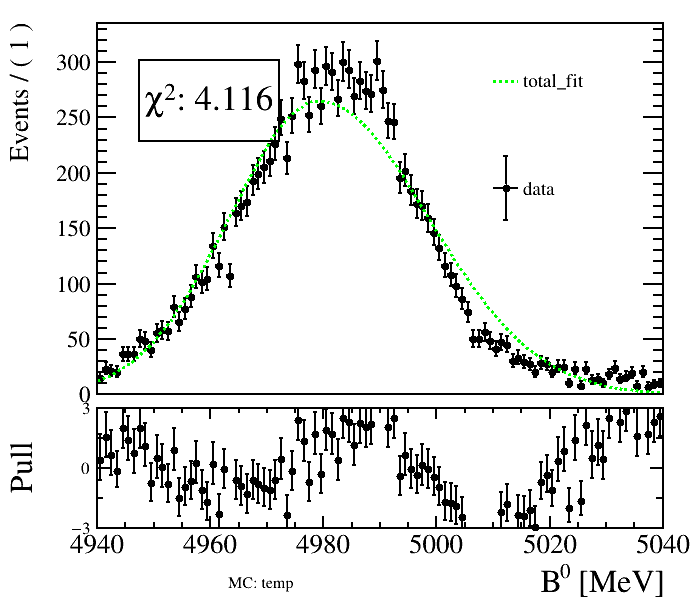 Events / ( 1 )
300
250
200
150
100
50
0
χ²: 4.116
total_fit
data
Pull
3
0
−3
4940 4960 4980 5000 5020 5040
MC: temp
B⁰ [MeV]